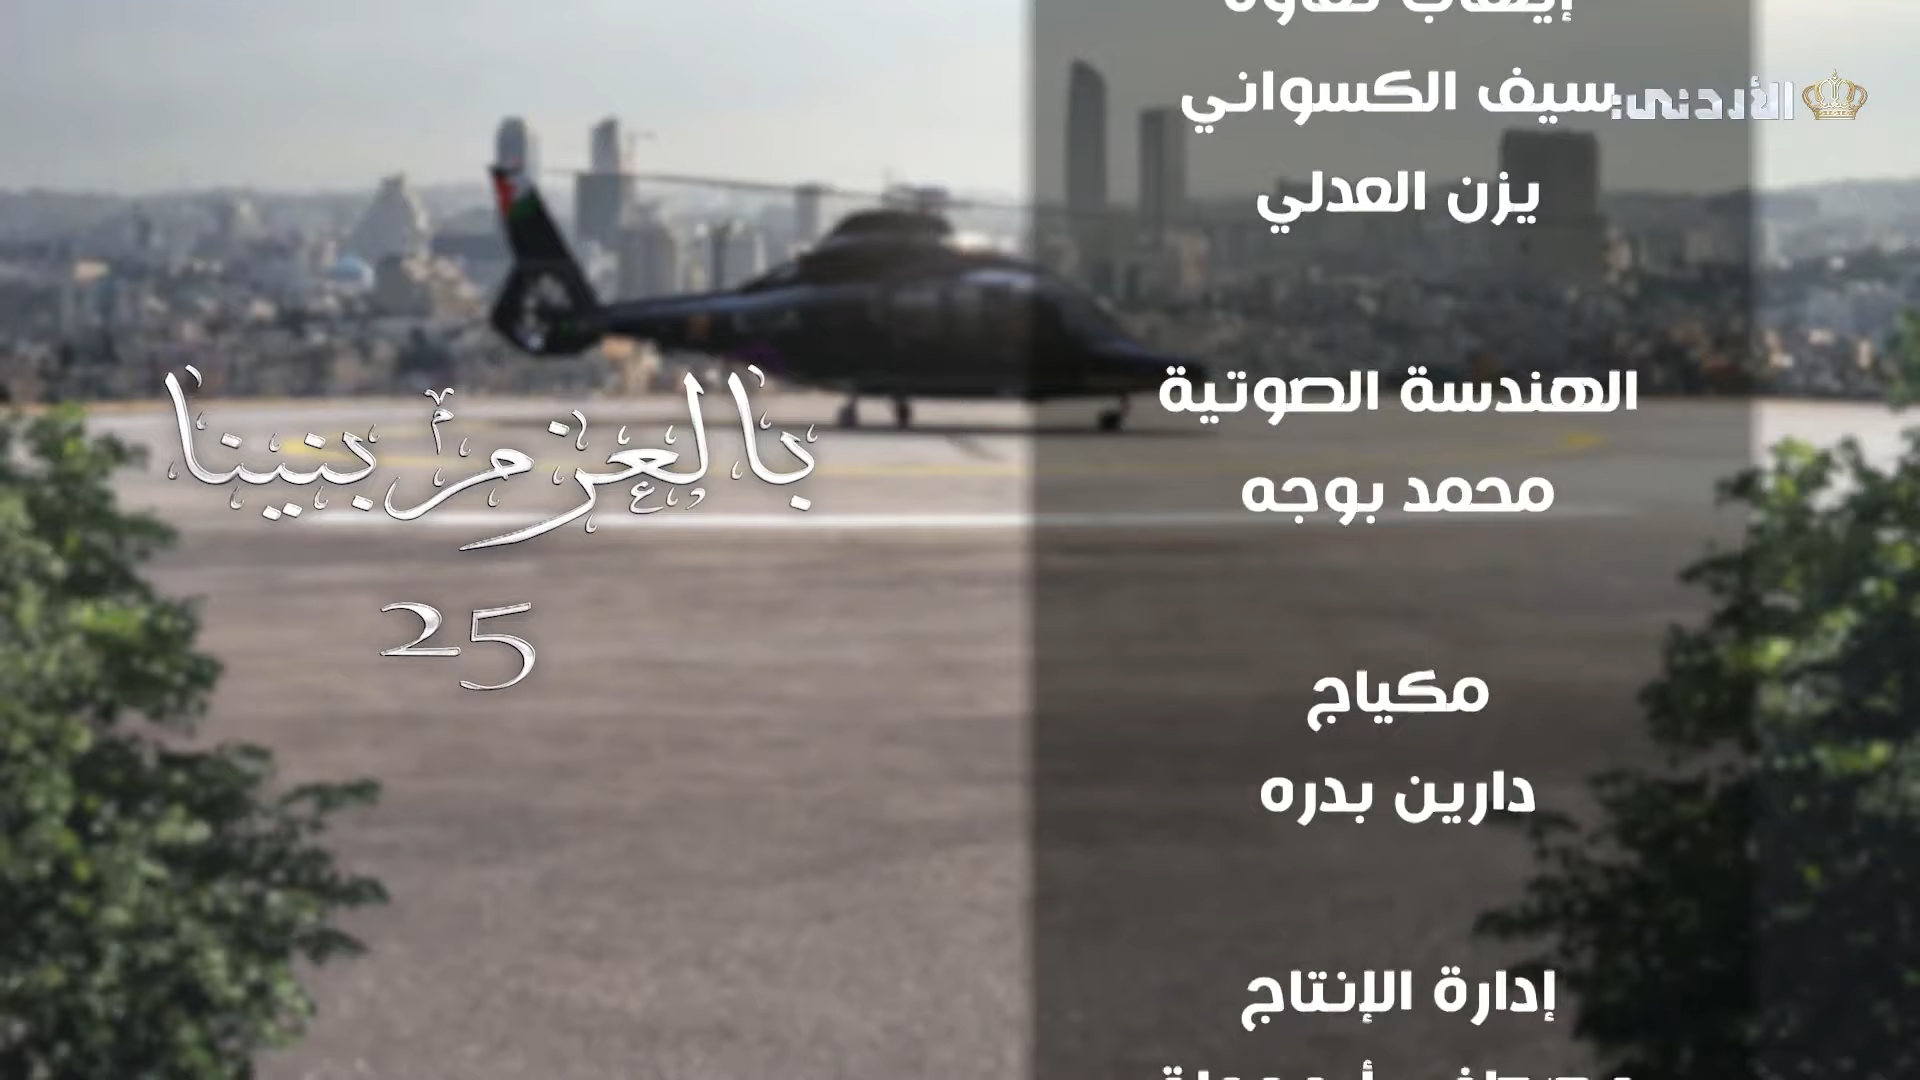 سيف الكسواني
الأردني:
يزن العدلي
الهندسة الصوتية
محمد بوجه
بالعزم بنينا
25
مكياج
دارين بدره
إدارة الإنتاج